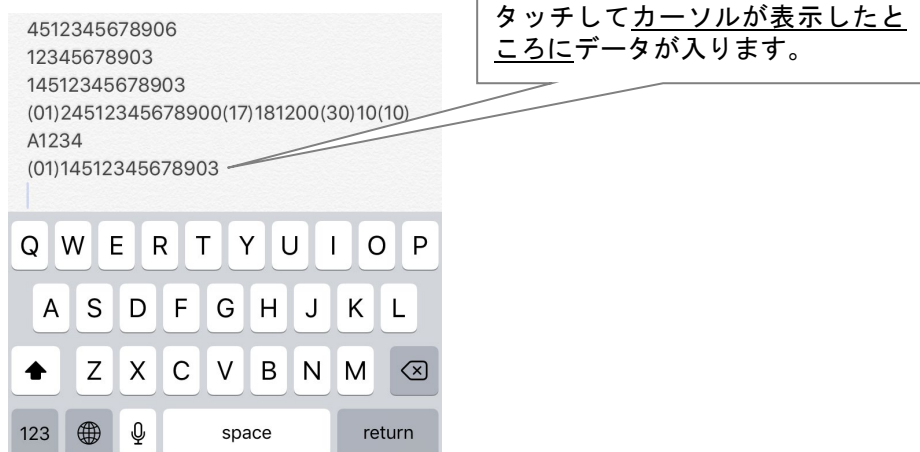 タッチしてカーソルが表示したと
ころにデータが入ります。
4512345678906
12345678903
14512345678903
(01)24512345678900(17)181200(30)10(10)
A1234
(01)14512345678903
Q W E R T Y U I O P
A S D F G H J K L
Z X C V B N M
123 space return